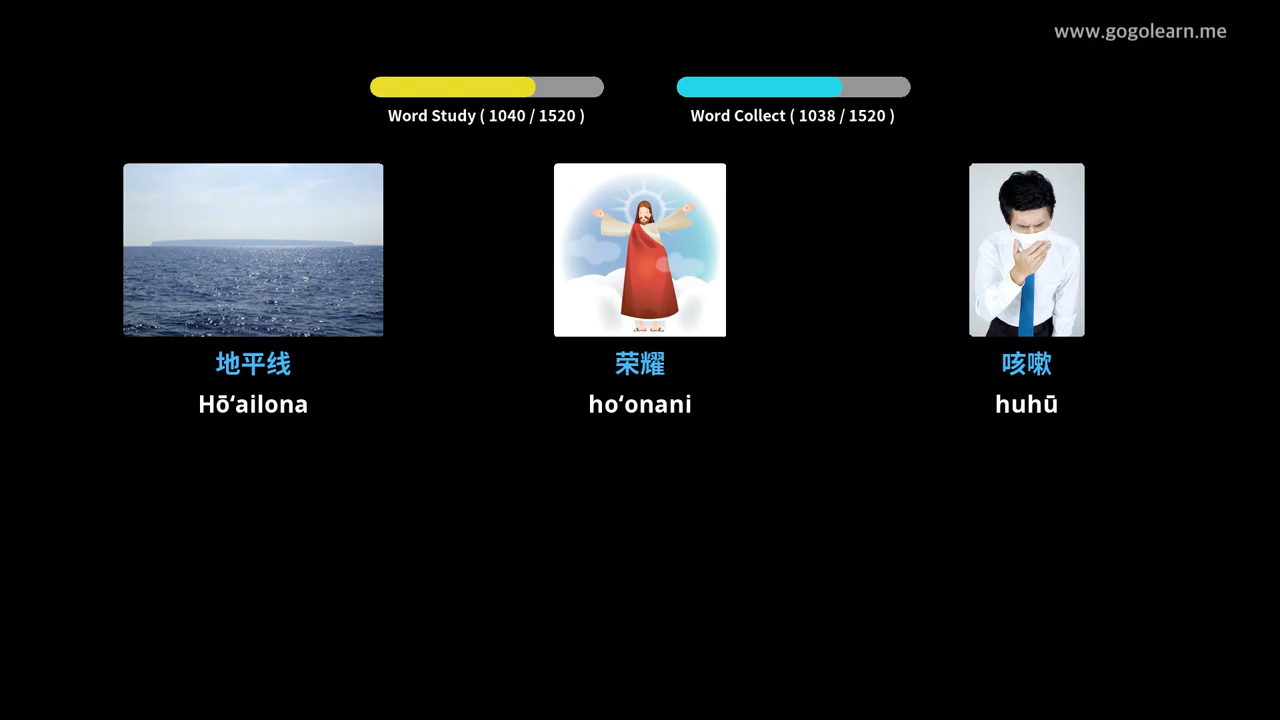 www.gogolearn.me
Word Study ( 1040 / 1520 )
Word Collect ( 1038 / 1520 )
地平线
荣耀
咳嗽
Hōʻailona
hoʻonani
huhū